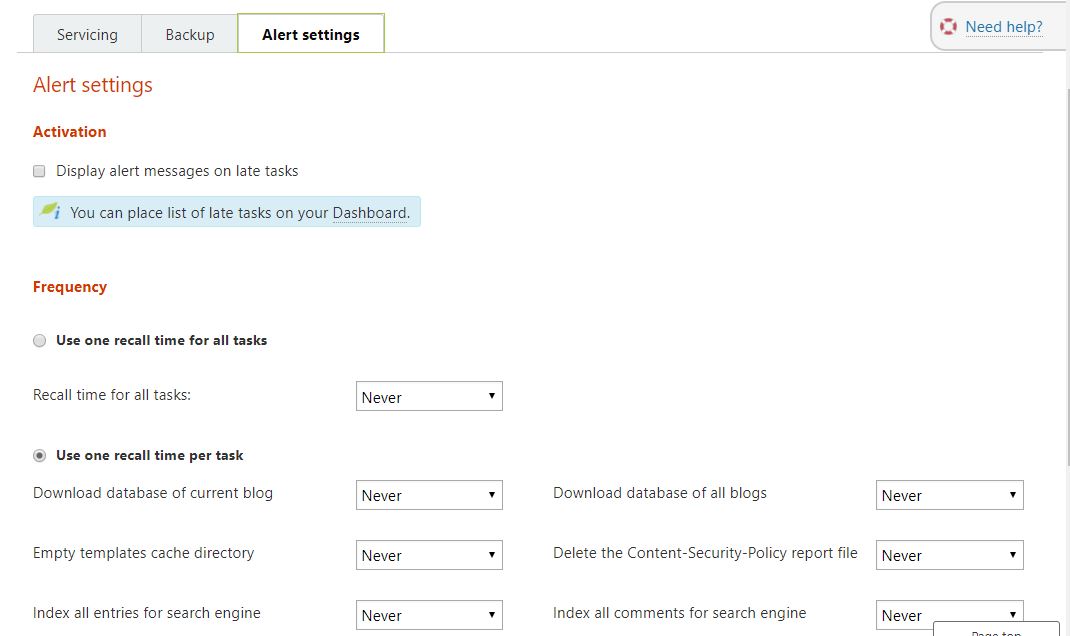 Servicing
Backup
Alert settings
Need help?
Alert settings
Activation
Display alert messages on late tasks
You can place list of late tasks on your Dashboard.
Frequency
Use one recall time for all tasks
Recall time for all tasks:
Never
Use one recall time per task
Download database of current blog
Never
Download database of all blogs
Never
Empty templates cache directory
Never
Delete the Content-Security-Policy report file
Never
Index all entries for search engine
Never
Index all comments for search engine
Never
Page top